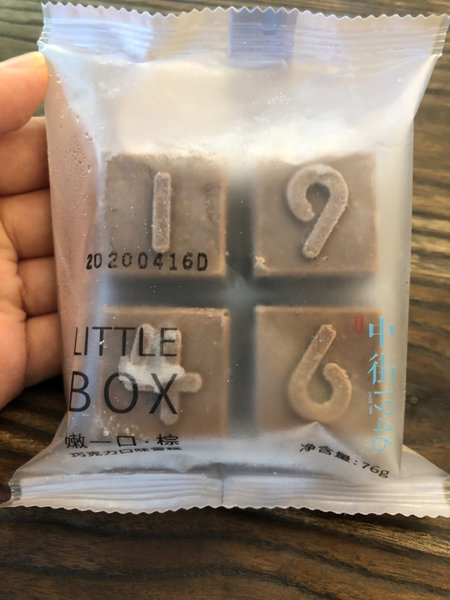 1 9
20200416D
4 6
LITTLE
BOX
嫩一口·棕
巧克力口味雪糕
净含量:76g
中街1946